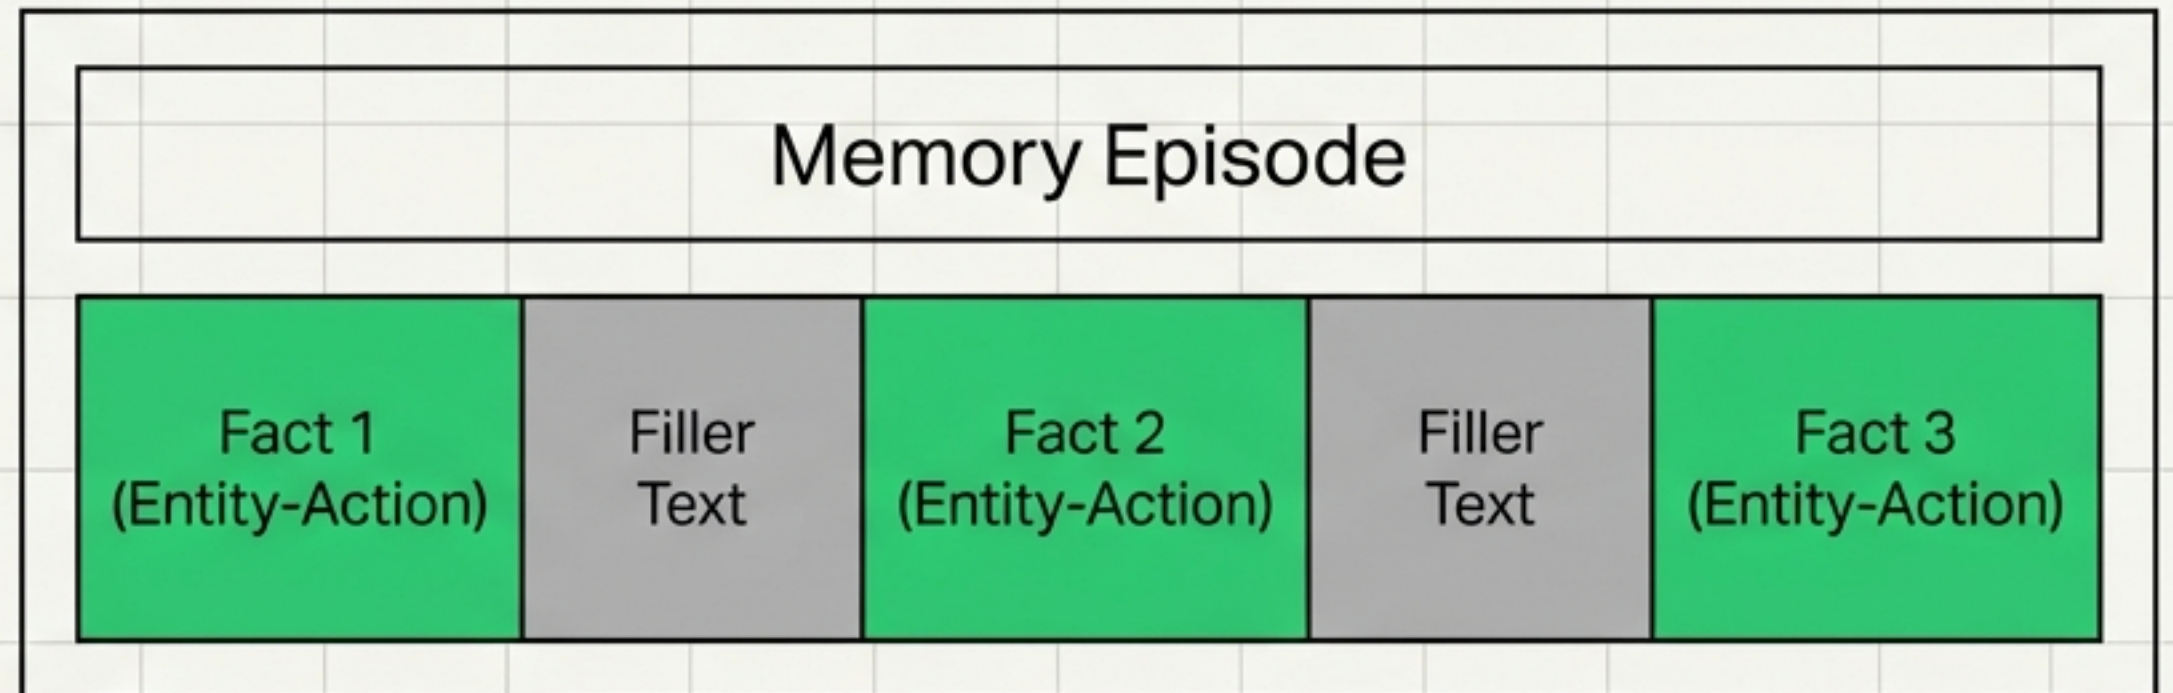 Memory Episode
Fact 1
(Entity-Action)
Filler
Text
Fact 2
(Entity-Action)
Filler
Text
Fact 3
(Entity-Action)